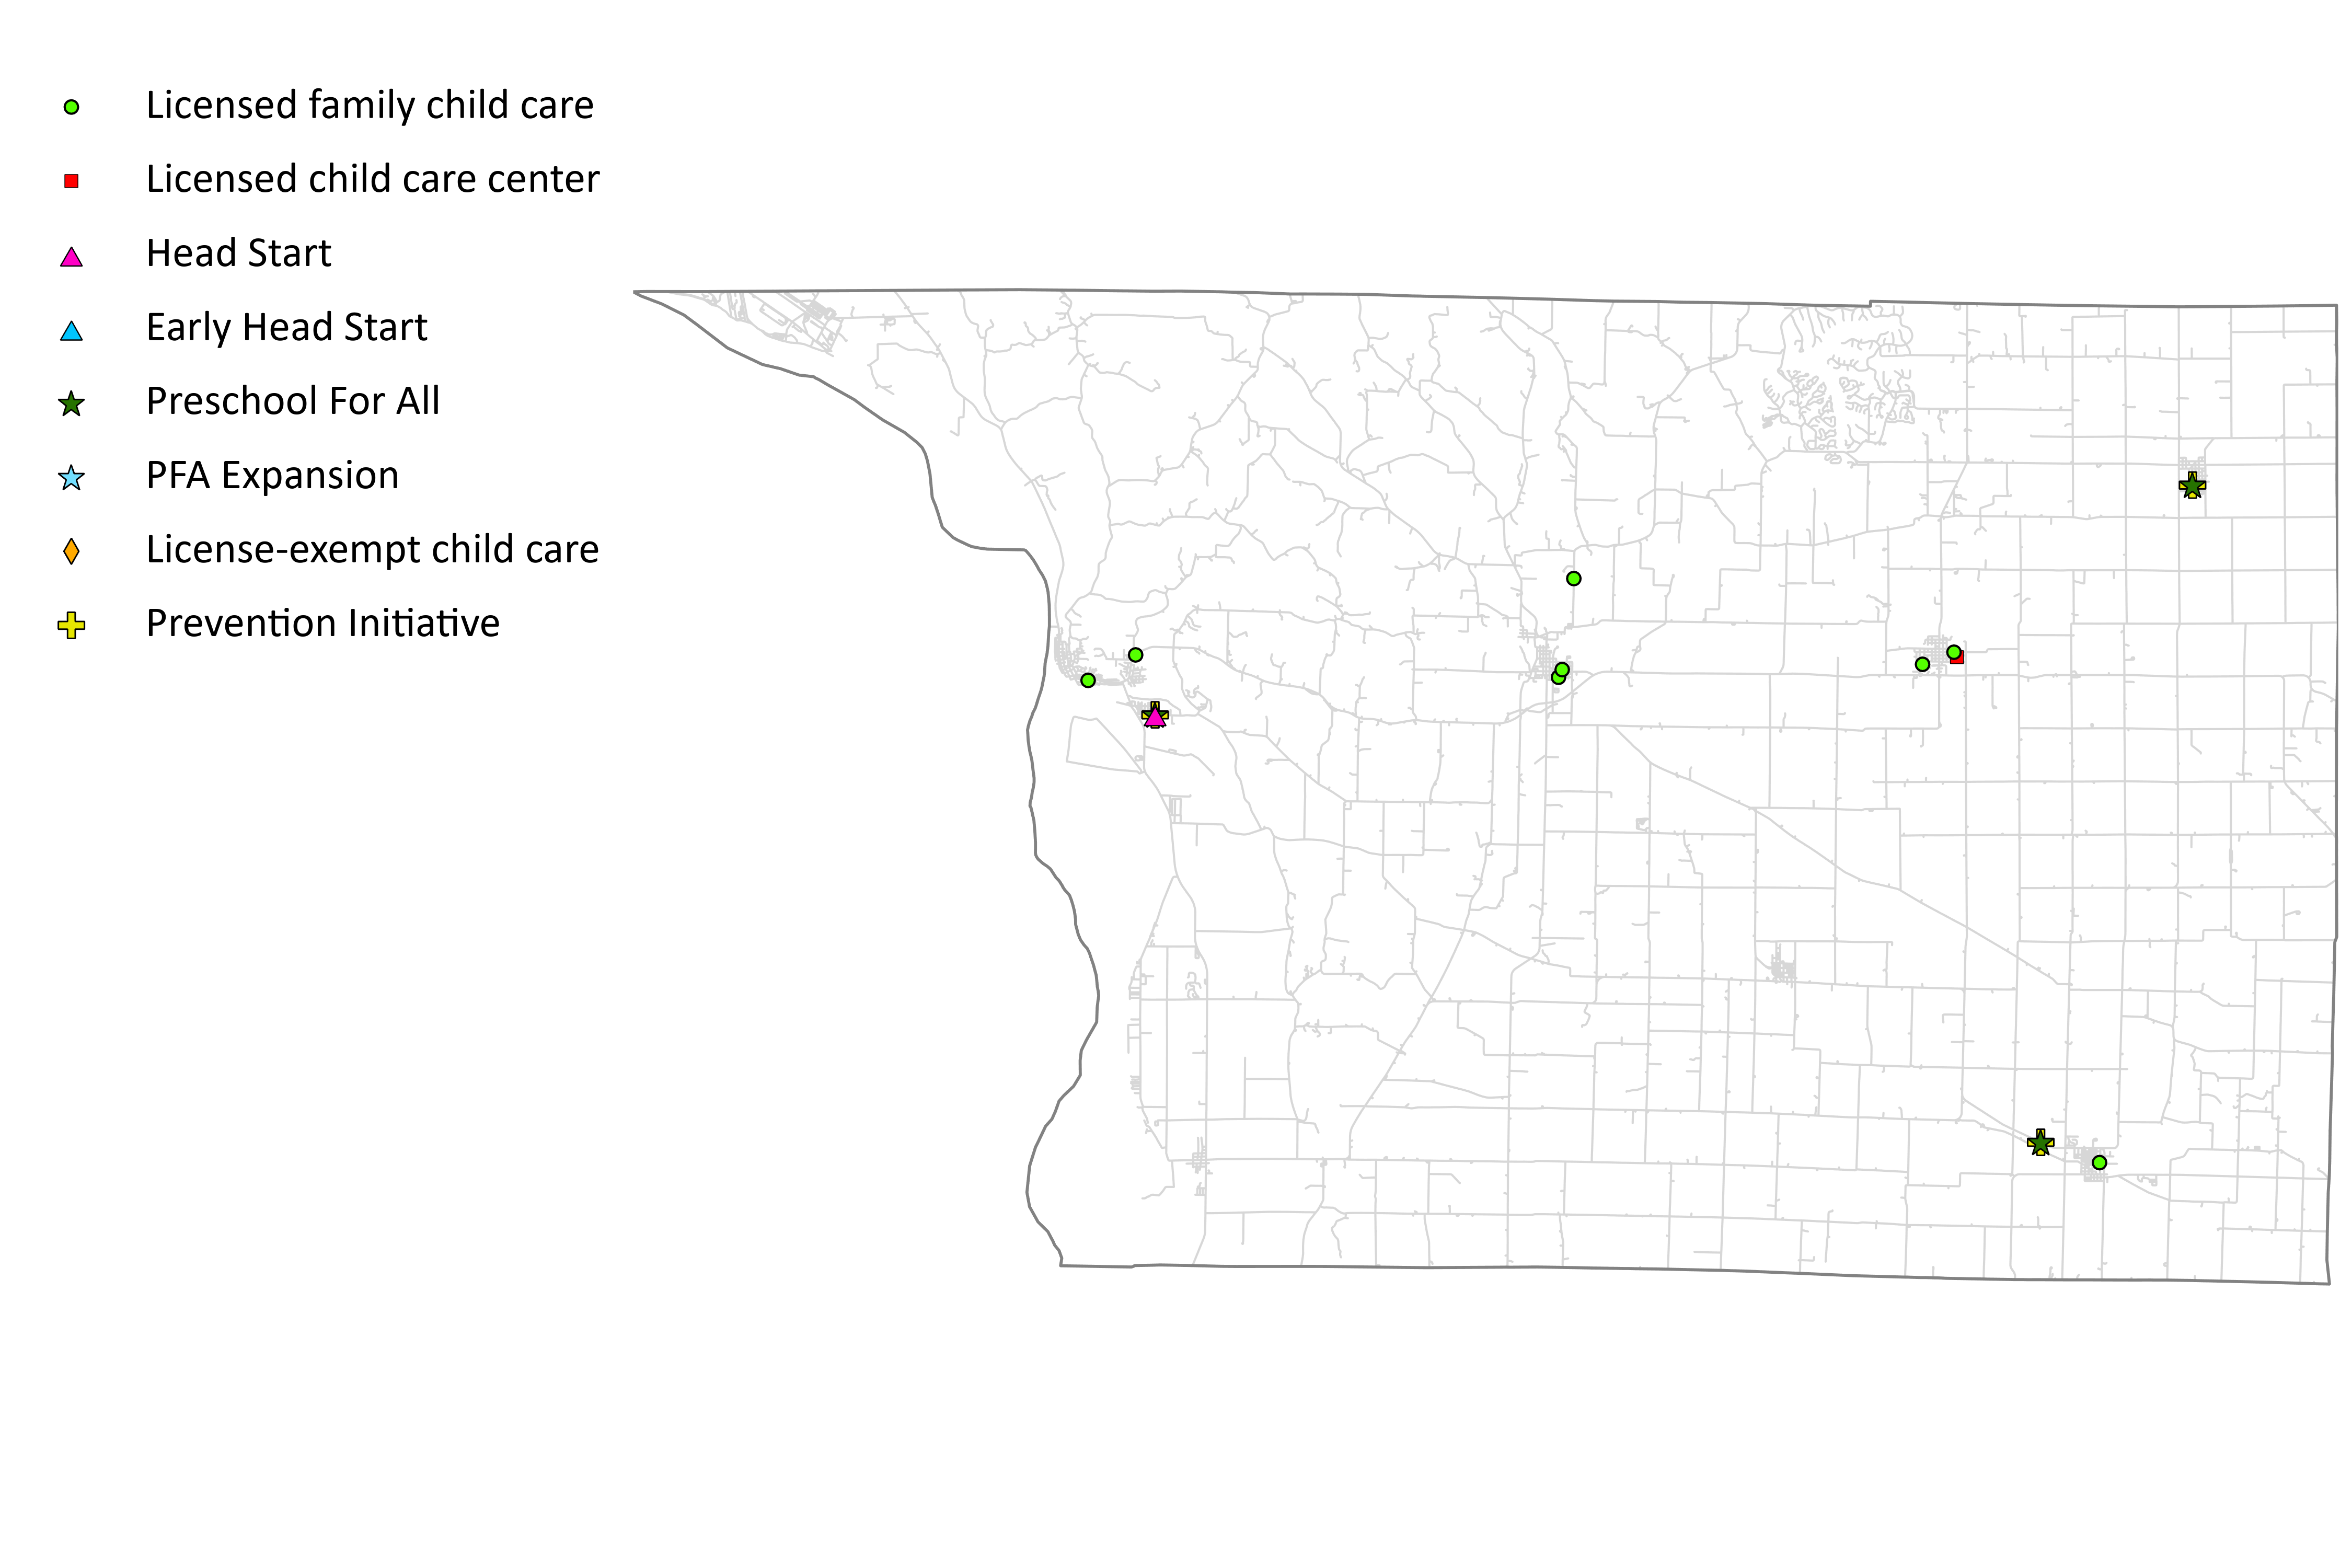 Licensed family child care
Licensed child care center
Head Start
Early Head Start
Preschool For All
PFA Expansion
License-exempt child care
Prevention Initiative